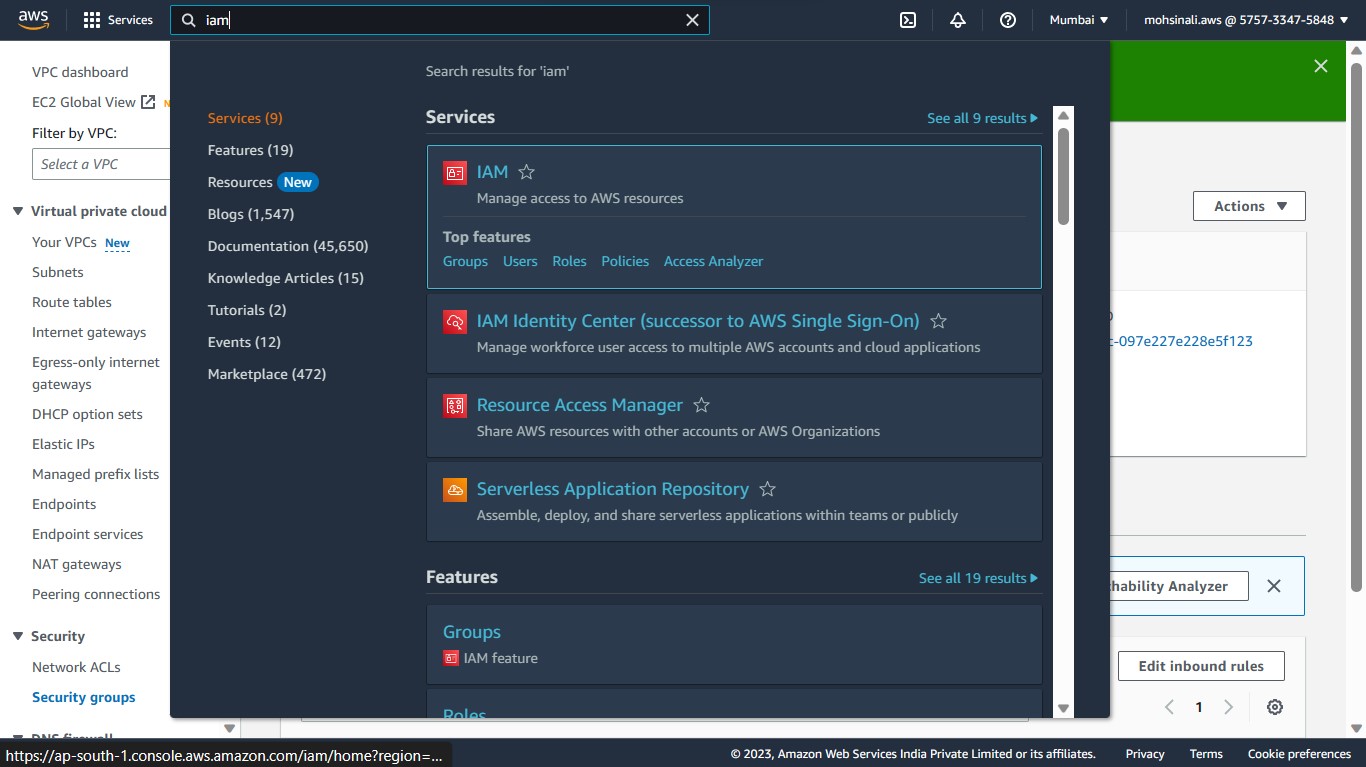 aws
Services
iam
Mumbai ▼
mohsinali.aws @ 5757-3347-5848 ▼
VPC dashboard
EC2 Global View
Filter by VPC:
Select a VPC
Virtual private cloud
Your VPCs New
Subnets
Route tables
Internet gateways
Egress-only internet
gateways
DHCP option sets
Elastic IPs
Managed prefix lists
Endpoints
Endpoint services
NAT gateways
Peering connections
Security
Network ACLs
Security groups
DNS firewall
Search results for 'iam'
Services (9)
Features (19)
Resources New
Blogs (1,547)
Documentation (45,650)
Knowledge Articles (15)
Tutorials (2)
Events (12)
Marketplace (472)
Services
See all 9 results
IAM
Manage access to AWS resources
Top features
Groups Users Roles Policies Access Analyzer
IAM Identity Center (successor to AWS Single Sign-On)
Manage workforce user access to multiple AWS accounts and cloud applications
Resource Access Manager
Share AWS resources with other accounts or AWS Organizations
Serverless Application Repository
Assemble, deploy, and share serverless applications within teams or publicly
Features
See all 19 results
Groups
IAM feature
Roles
Actions
c-097e227e228e5f123
hability Analyzer
Edit inbound rules
1
https://ap-south-1.console.aws.amazon.com/iam/home?region=...
© 2023, Amazon Web Services India Private Limited or its affiliates.
Privacy
Terms
Cookie preferences